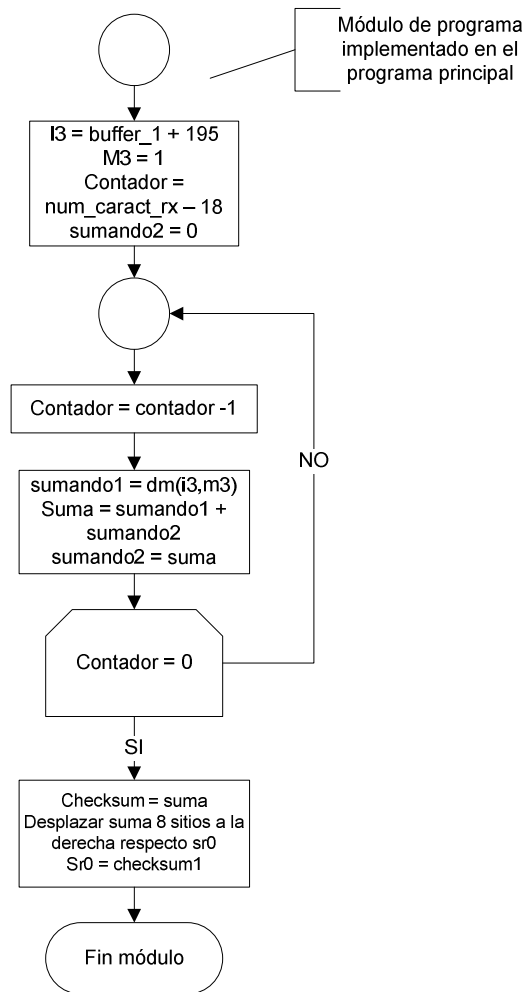 Módulo de programa
implementado en el
programa principal
I3 = buffer_1 + 195
M3 = 1
Contador =
num_caract_rx – 18
sumando2 = 0
Contador = contador -1
NO
sumando1 = dm(i3,m3)
Suma = sumando1 +
sumando2
sumando2 = suma
Contador = 0
SI
Checksum = suma
Desplazar suma 8 sitios a la
derecha respecto sr0
Sr0 = checksum1
Fin módulo